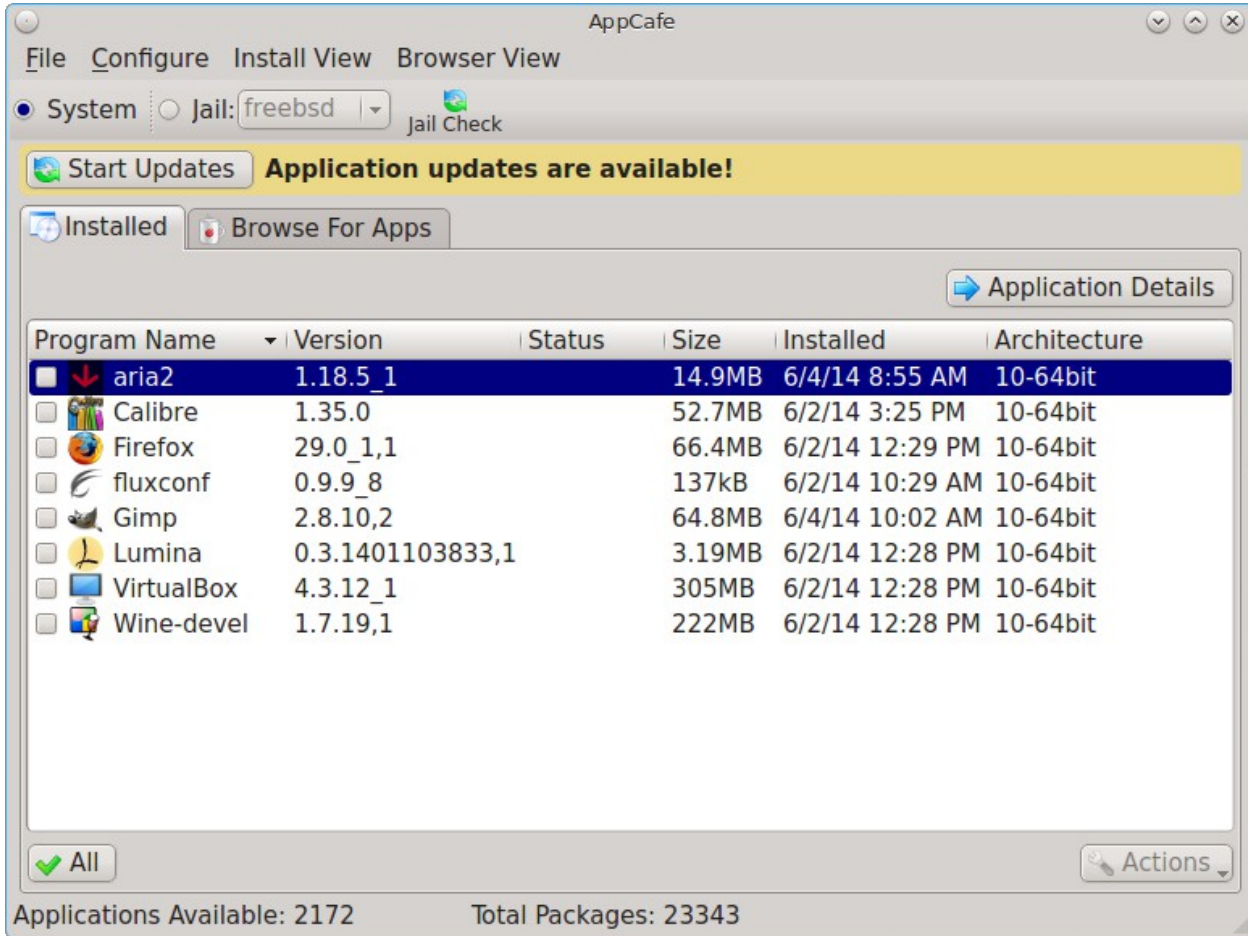 AppCafe
File Configure Install View Browser View
System Jail: freebsd Jail Check
Start Updates Application updates are available!
Installed Browse For Apps
Application Details
Program Name Version Status Size Installed Architecture
aria2 1.18.5_1 14.9MB 6/4/14 8:55 AM 10-64bit
Calibre 1.35.0 52.7MB 6/2/14 3:25 PM 10-64bit
Firefox 29.0_1,1 66.4MB 6/2/14 12:29 PM 10-64bit
fluxconf 0.9.9_8 137kB 6/2/14 10:29 AM 10-64bit
Gimp 2.8.10,2 64.8MB 6/4/14 10:02 AM 10-64bit
Lumina 0.3.1401103833,1 3.19MB 6/2/14 12:28 PM 10-64bit
VirtualBox 4.3.12_1 305MB 6/2/14 12:28 PM 10-64bit
Wine-devel 1.7.19,1 222MB 6/2/14 12:28 PM 10-64bit
All Actions
Applications Available: 2172 Total Packages: 23343